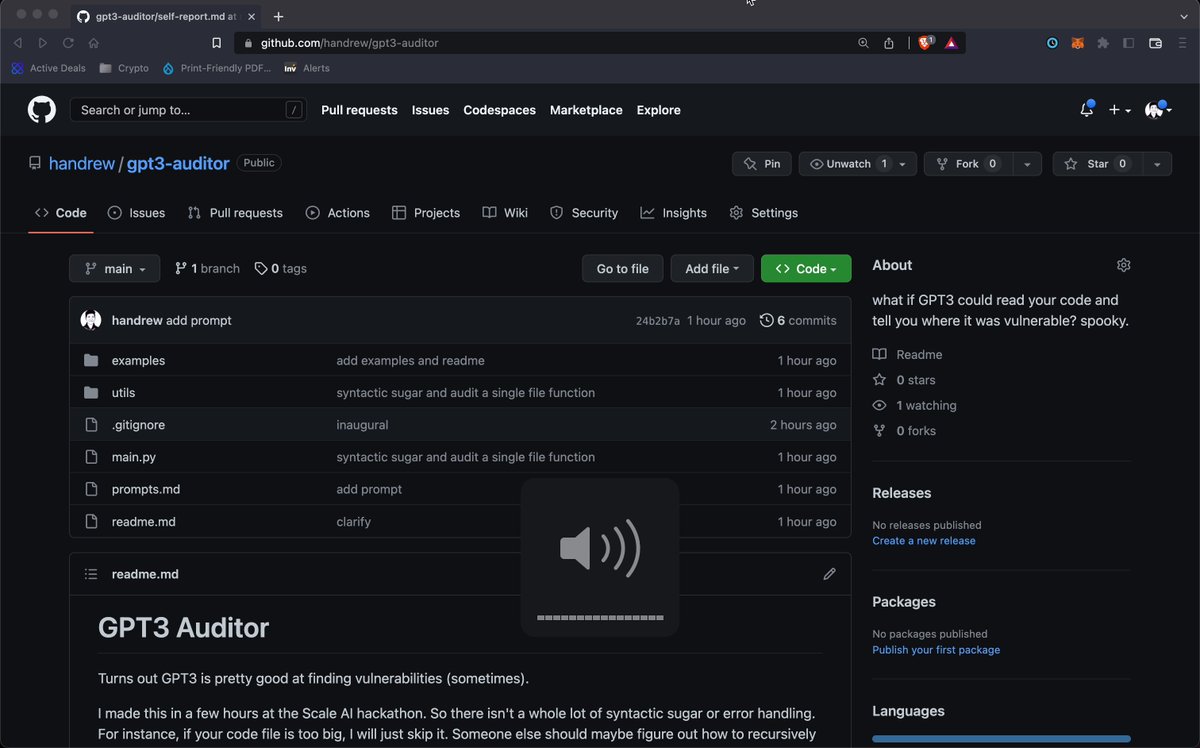 gpt3-auditor/self-report.md at
github.com/handrew/gpt3-auditor
1
Active Deals
Crypto
Print-Friendly PDF...
inv Alerts
Search or jump to...
/
Pull requests
Issues
Codespaces
Marketplace
Explore
handrew / gpt3-auditor
Public
Pin
Unwatch 1
Fork 0
Star 0
Code
Issues
Pull requests
Actions
Projects
Wiki
Security
Insights
Settings
main
1 branch
0 tags
Go to file
Add file
Code
handrew add prompt
24b2b7a 1 hour ago
6 commits
examples
add examples and readme
1 hour ago
utils
syntactic sugar and audit a single file function
1 hour ago
.gitignore
inaugural
2 hours ago
main.py
syntactic sugar and audit a single file function
1 hour ago
prompts.md
add prompt
1 hour ago
readme.md
clarify
1 hour ago
readme.md
GPT3 Auditor
Turns out GPT3 is pretty good at finding vulnerabilities (sometimes).
I made this in a few hours at the Scale AI hackathon. So there isn't a whole lot of syntactic sugar or error handling.
For instance, if your code file is too big, I will just skip it. Someone else should maybe figure out how to recursively
About
what if GPT3 could read your code and
tell you where it was vulnerable? spooky.
Readme
0 stars
1 watching
0 forks
Releases
No releases published
Create a new release
Packages
No packages published
Publish your first package
Languages